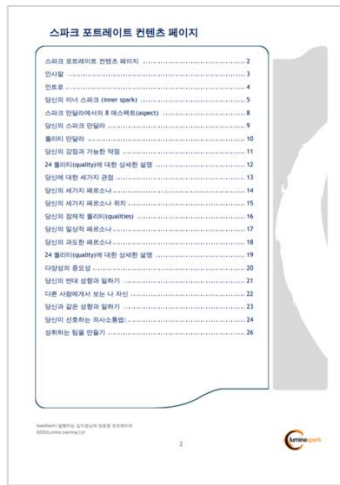 스파크 포트레이트 컨텐츠 페이지
스파크 포트레이트 컨텐츠 페이지 ........ 2
인사말 ........ 3
인트로 ........ 4
당신의 이너 스파크 (inner spark) ........ 5
스파크 만달라에서의 8 애스펙트(aspect) ........ 8
당신의 스파크 만달라 ........ 9
퀄리티 만달라 ........ 10
당신의 강점과 가능한 약점 ........ 11
24 퀄리티(quality)에 대한 상세한 설명 ........ 12
당신에 대한 세가지 관점 ........ 13
당신의 세가지 페르소나 ........ 14
당신의 세가지 페르소나 위치 ........ 15
당신의 잠재적 퀄리티(qualities) ........ 16
당신의 일상적 페르소나 ........ 17
당신의 과도한 페르소나 ........ 18
24 퀄리티(quality)에 대한 상세한 설명 ........ 19
다양성의 중요성 ........ 20
당신의 반대 성향과 일하기 ........ 21
다른 사람에게서 보는 나 자신 ........ 22
당신과 같은 성향과 일하기 ........ 23
당신이 선호하는 의사소통법: ........ 24
성취하는 팀을 만들기 ........ 26
Lumina Learning Ltd
2
luminaspark